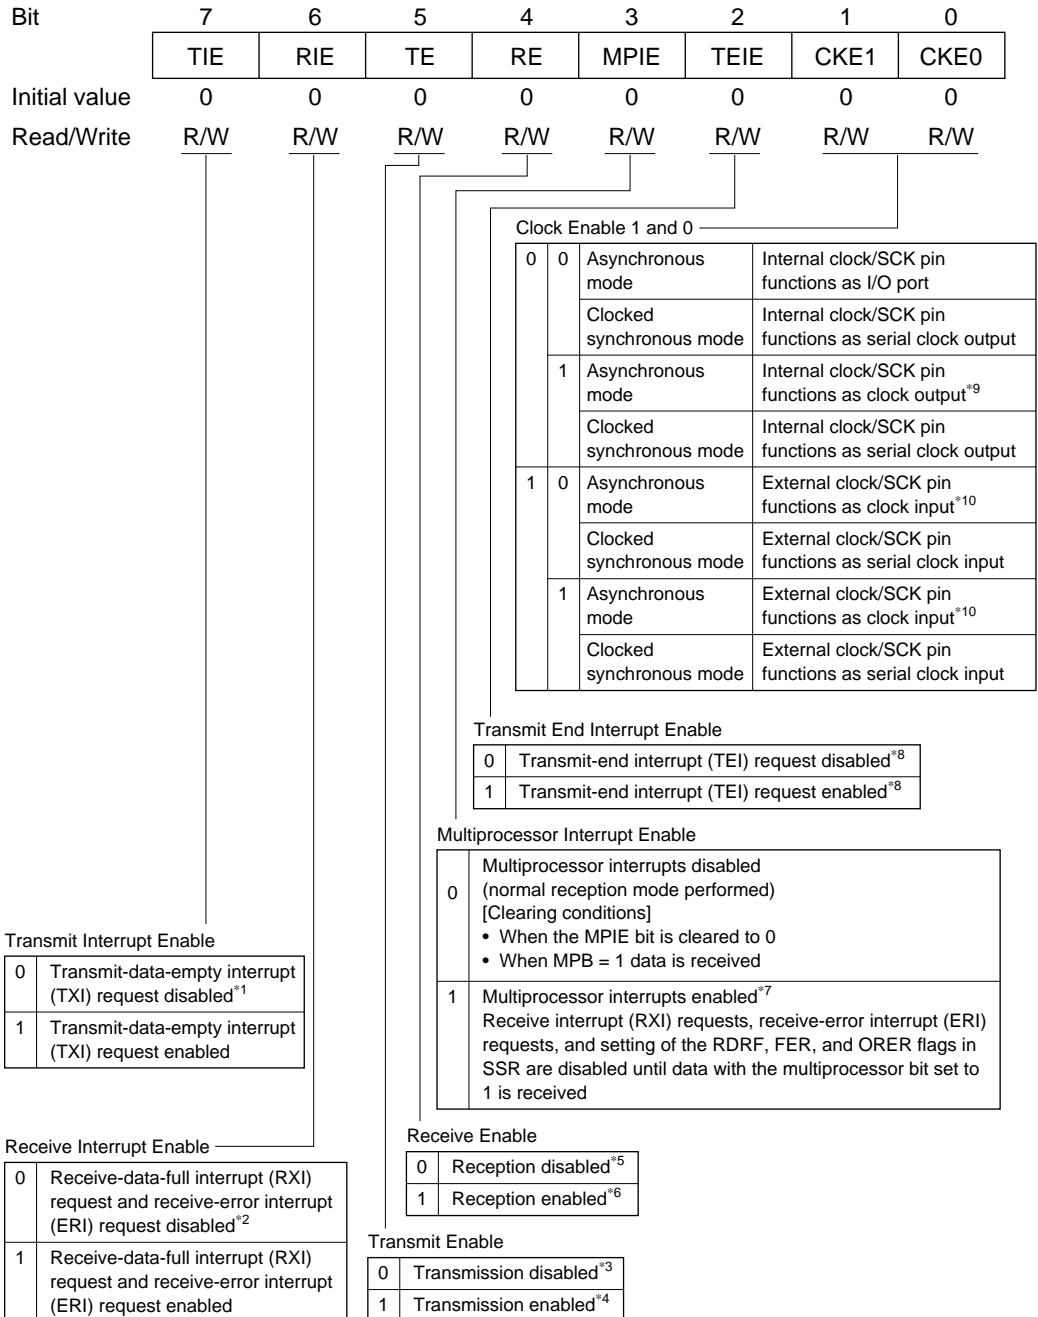 Bit 7 6 5 4 3 2 1 0
TIE RIE TE RE MPIE TEIE CKE1 CKE0
Initial value 0 0 0 0 0 0 0 0
Read/Write R/W R/W R/W R/W R/W R/W R/W R/W
Clock Enable 1 and 0
0 0 Asynchronous mode Internal clock/SCK pin functions as I/O port
Clocked synchronous mode Internal clock/SCK pin functions as serial clock output
1 Asynchronous mode Internal clock/SCK pin functions as clock output*9
Clocked synchronous mode Internal clock/SCK pin functions as serial clock output
1 0 Asynchronous mode External clock/SCK pin functions as clock input*10
Clocked synchronous mode External clock/SCK pin functions as serial clock input
1 Asynchronous mode External clock/SCK pin functions as clock input*10
Clocked synchronous mode External clock/SCK pin functions as serial clock input
Transmit End Interrupt Enable
0 Transmit-end interrupt (TEI) request disabled*8
1 Transmit-end interrupt (TEI) request enabled*8
Multiprocessor Interrupt Enable
0 Multiprocessor interrupts disabled
(normal reception mode performed)
[Clearing conditions]
• When the MPIE bit is cleared to 0
• When MPB = 1 data is received
1 Multiprocessor interrupts enabled*7
Receive interrupt (RXI) requests, receive-error interrupt (ERI)
requests, and setting of the RDRF, FER, and ORER flags in
SSR are disabled until data with the multiprocessor bit set to
1 is received
Transmit Interrupt Enable
0 Transmit-data-empty interrupt
(TXI) request disabled*1
1 Transmit-data-empty interrupt
(TXI) request enabled
Receive Enable
0 Reception disabled*5
1 Reception enabled*6
Receive Interrupt Enable
0 Receive-data-full interrupt (RXI)
request and receive-error interrupt
(ERI) request disabled*2
1 Receive-data-full interrupt (RXI)
request and receive-error interrupt
(ERI) request enabled
Transmit Enable
0 Transmission disabled*3
1 Transmission enabled*4